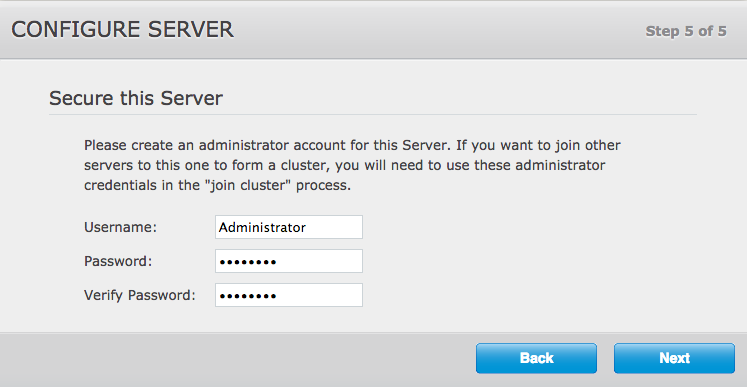 CONFIGURE SERVER
Step 5 of 5
Secure this Server
Please create an administrator account for this Server. If you want to join other
servers to this one to form a cluster, you will need to use these administrator
credentials in the "join cluster" process.
Username: Administrator
Password: ••••••••
Verify Password: ••••••••
Back Next